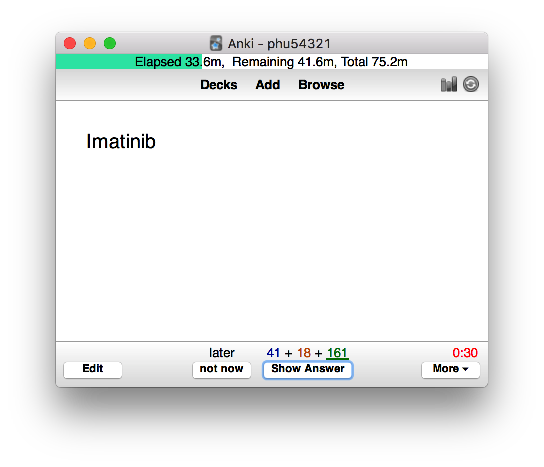 Anki - phu54321
Elapsed 33.6m, Remaining 41.6m, Total 75.2m
Decks Add Browse
Imatinib
later 41 + 18 + 161 0:30
Edit not now Show Answer More